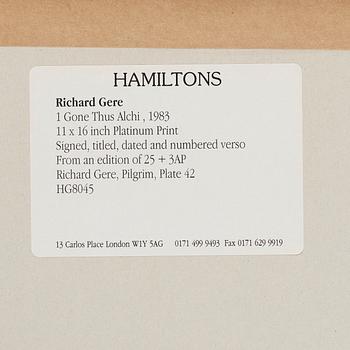 HAMILTONS
Richard Gere
1 Gone Thus Alchi , 1983
11 x 16 inch Platinum Print
Signed, titled, dated and numbered verso
From an edition of 25 + 3AP
Richard Gere, Pilgrim, Plate 42
HG8045
13 Carlos Place London W1Y 5AG 0171 499 9493 Fax 0171 629 9919